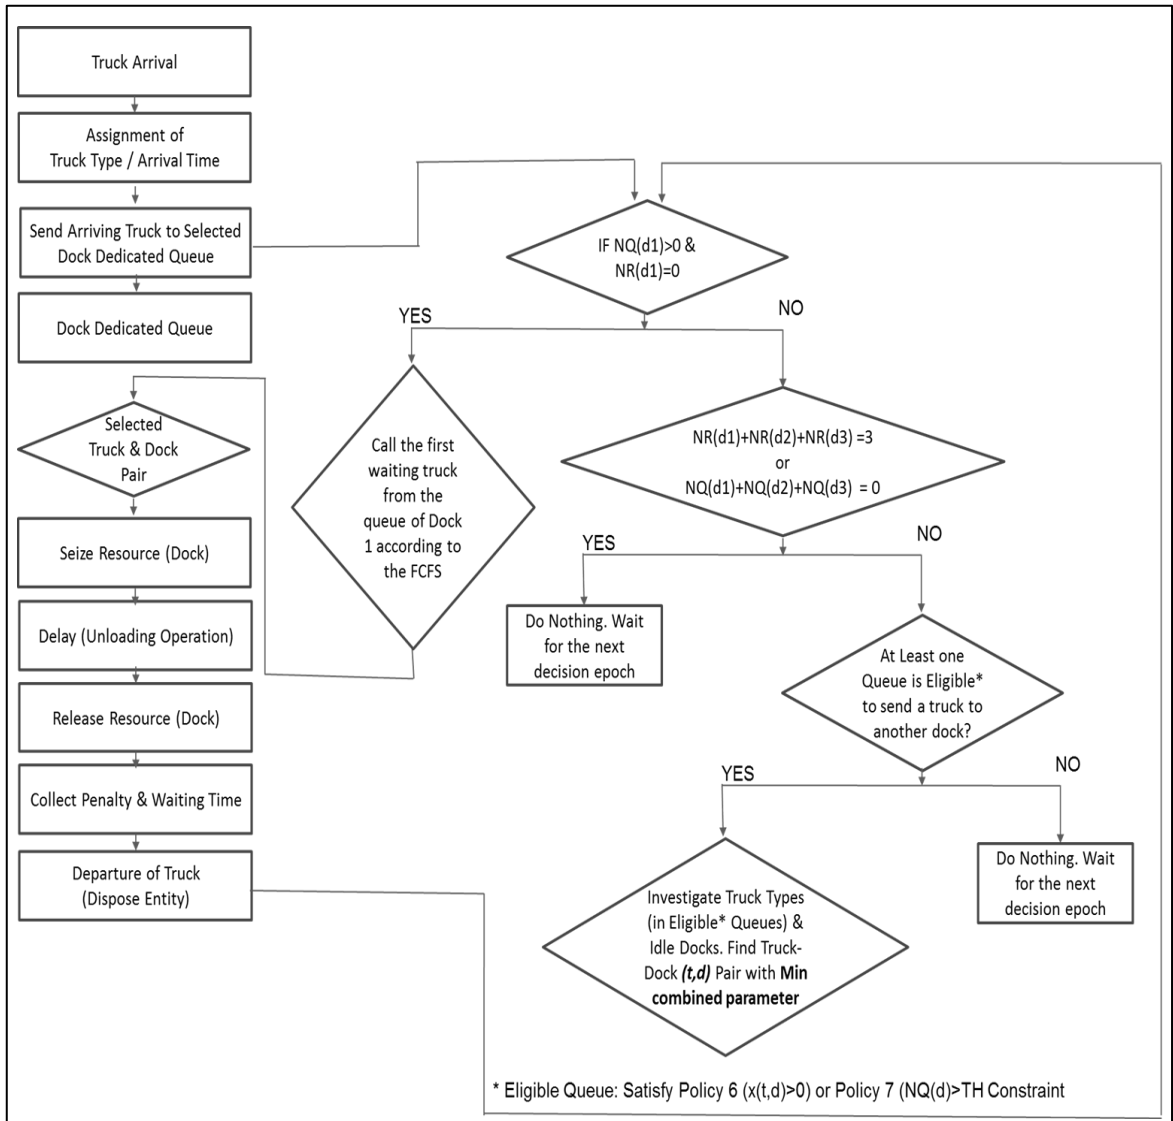 Truck Arrival
Assignment of
Truck Type / Arrival Time
Send Arriving Truck to Selected
Dock Dedicated Queue
Dock Dedicated Queue
Selected
Truck & Dock
Pair
Seize Resource (Dock)
Delay (Unloading Operation)
Release Resource (Dock)
Collect Penalty & Waiting Time
Departure of Truck
(Dispose Entity)
IF NQ(d1)>0 &
NR(d1)=0
YES
NO
Call the first
waiting truck
from the
queue of Dock
1 according to
the FCFS
NR(d1)+NR(d2)+NR(d3) =3
or
NQ(d1)+NQ(d2)+NQ(d3) = 0
YES
NO
Do Nothing. Wait
for the next
decision epoch
At Least one
Queue is Eligible*
to send a truck to
another dock?
YES
NO
Investigate Truck Types
(in Eligible* Queues) &
Idle Docks. Find Truck-
Dock (t,d) Pair with Min
combined parameter
Do Nothing. Wait
for the next
decision epoch
* Eligible Queue: Satisfy Policy 6 (x(t,d)>0) or Policy 7 (NQ(d)>TH Constraint